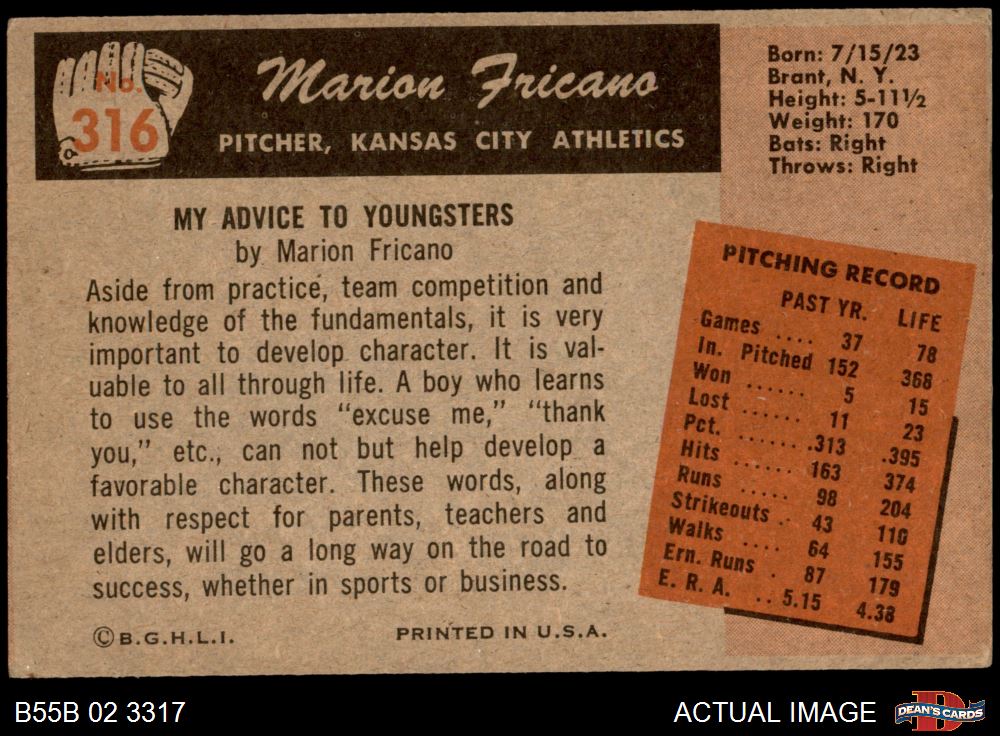 No.
316
Marion Fricano
PITCHER, KANSAS CITY ATHLETICS
Born: 7/15/23
Brant, N. Y.
Height: 5-11½
Weight: 170
Bats: Right
Throws: Right
MY ADVICE TO YOUNGSTERS
by Marion Fricano
Aside from practice, team competition and
knowledge of the fundamentals, it is very
important to develop character. It is val-
uable to all through life. A boy who learns
to use the words "excuse me," "thank
you," etc., can not but help develop a
favorable character. These words, along
with respect for parents, teachers and
elders, will go a long way on the road to
success, whether in sports or business.
©B.G.H.L.I.
PRINTED IN U.S.A.
PITCHING RECORD
PAST YR. LIFE
Games .... 37 78
In. Pitched 152 368
Won ...... 5 15
Lost ...... 11 23
Pct. ...... .313 .395
Hits ...... 163 374
Runs ..... 98 204
Strikeouts . 43 110
Walks .... 64 155
Ern. Runs . 87 179
E. R. A. .. 5.15 4.38
B55B 02 3317
ACTUAL IMAGE
DEAN'S CARDS